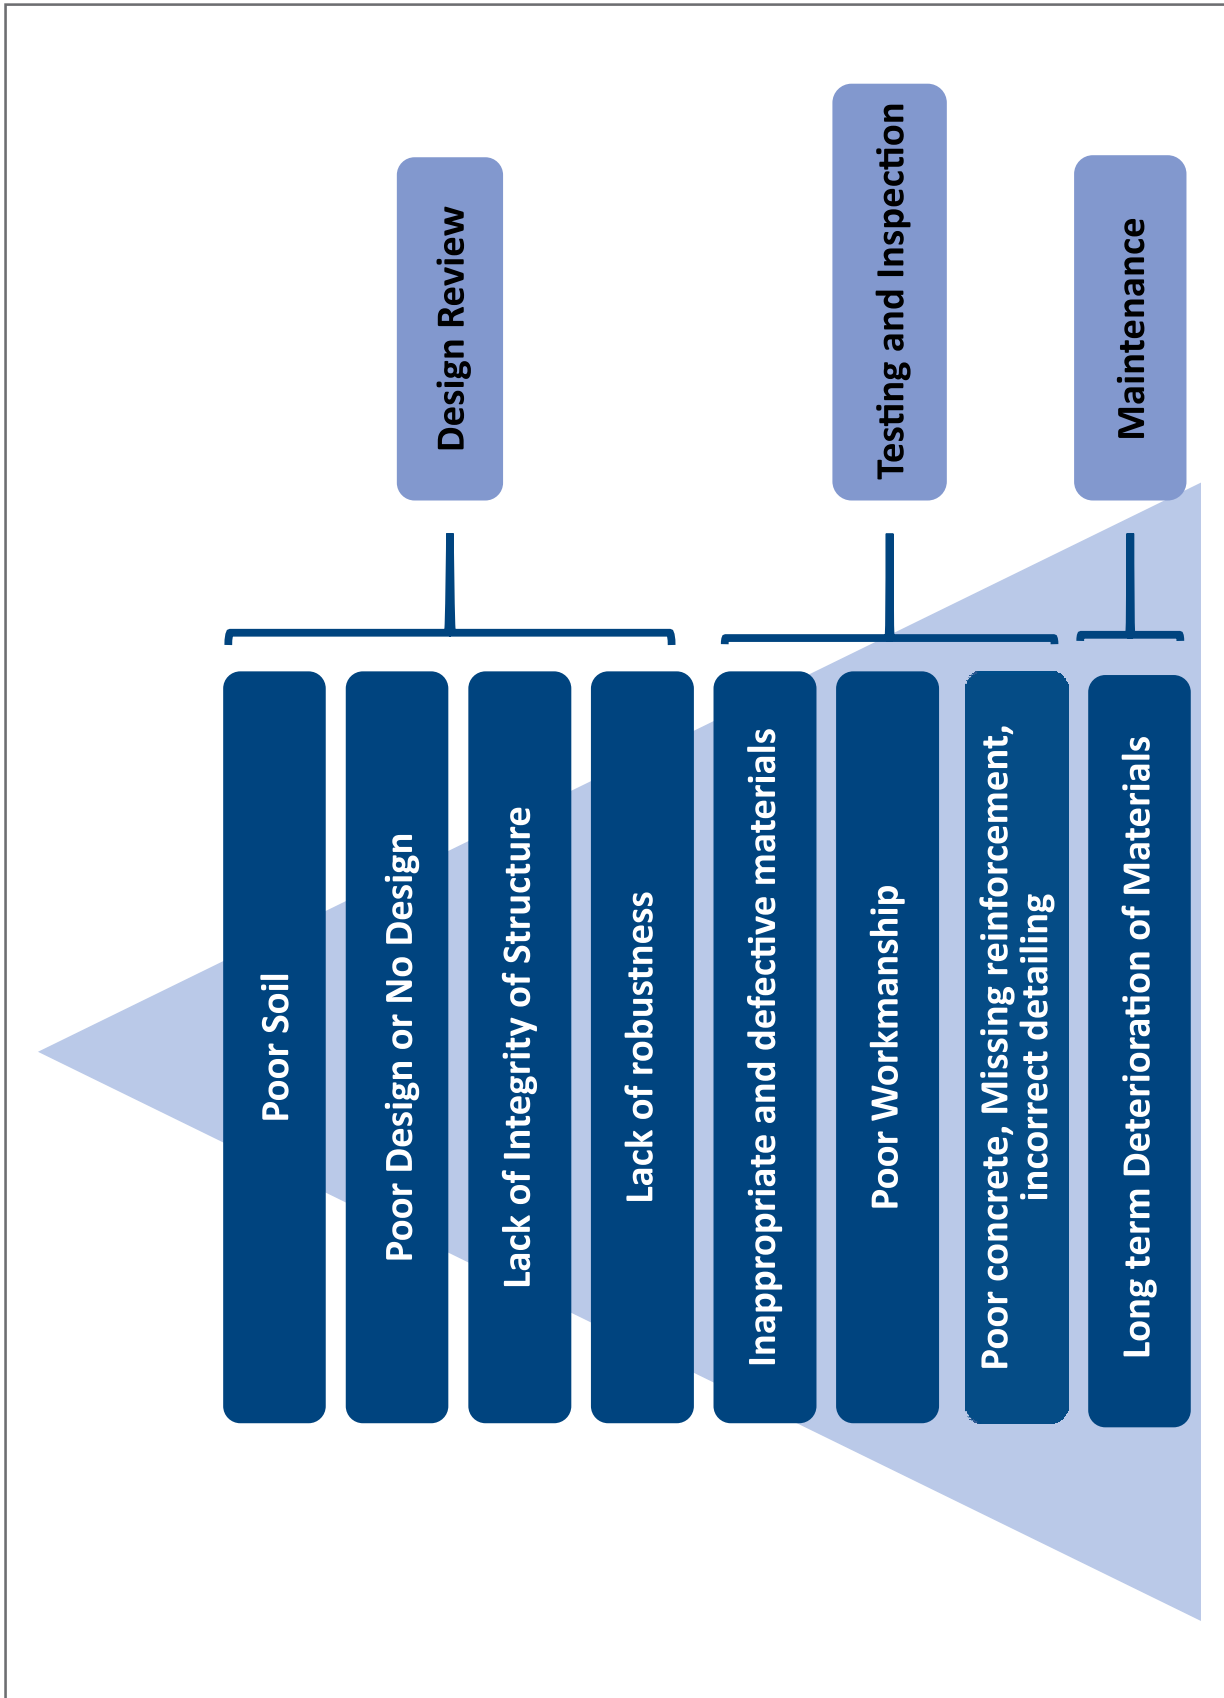 Poor Soil
Poor Design or No Design
Lack of Integrity of Structure
Lack of robustness
Design Review
Inappropriate and defective materials
Poor Workmanship
Poor concrete, Missing reinforcement,
incorrect detailing
Testing and Inspection
Long term Deterioration of Materials
Maintenance